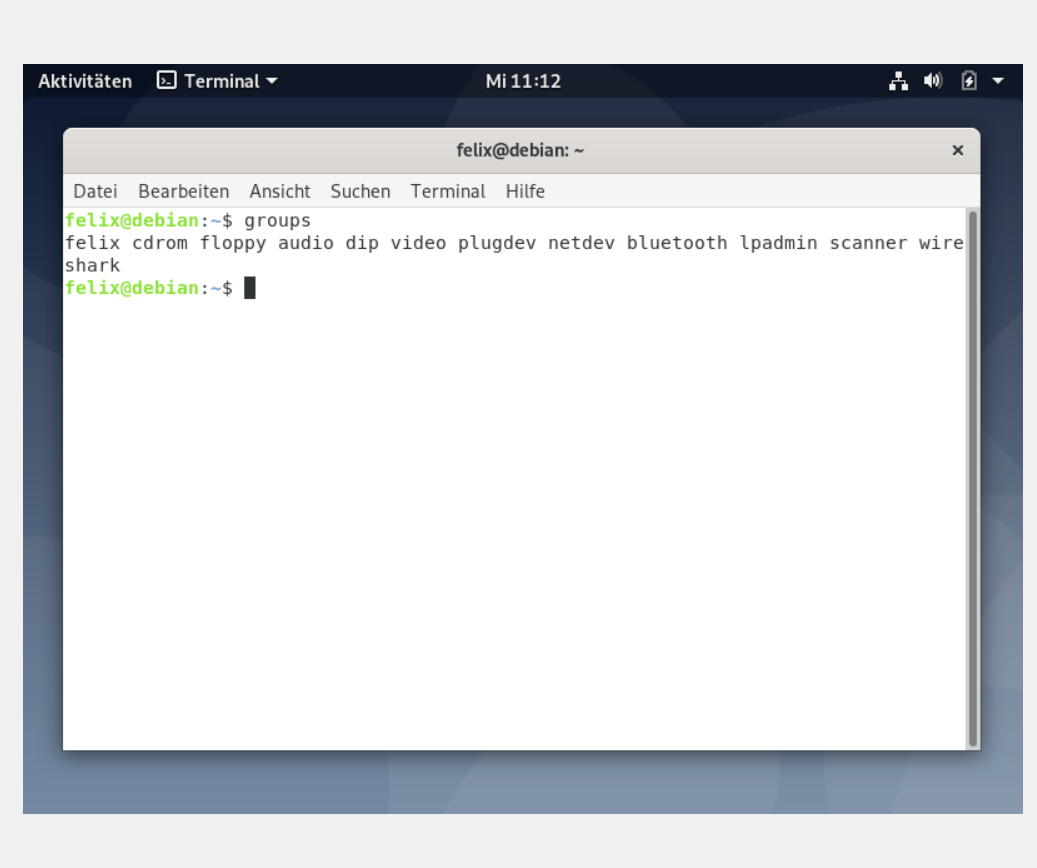 Aktivitäten Terminal Mi 11:12
felix@debian: ~ ×
Datei Bearbeiten Ansicht Suchen Terminal Hilfe
felix@debian:~$ groups
felix cdrom floppy audio dip video plugdev netdev bluetooth lpadmin scanner wire
shark
felix@debian:~$